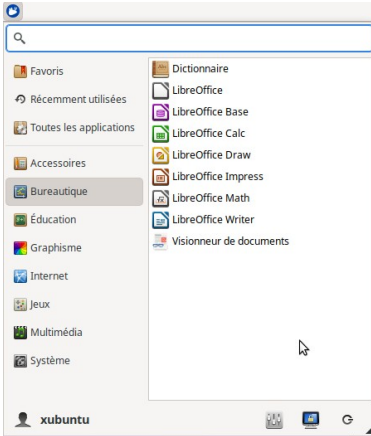 Favoris
Récemment utilisées
Toutes les applications
Accessoires
Bureautique
Éducation
Graphisme
Internet
Jeux
Multimédia
Système
Dictionnaire
LibreOffice
LibreOffice Base
LibreOffice Calc
LibreOffice Draw
LibreOffice Impress
LibreOffice Math
LibreOffice Writer
Visionneur de documents
xubuntu